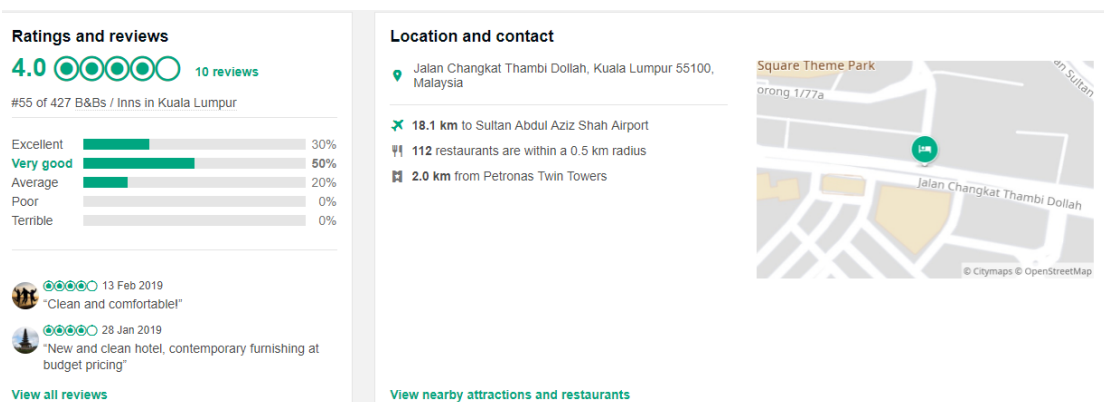 Ratings and reviews
4.0 10 reviews
#55 of 427 B&Bs / Inns in Kuala Lumpur
Excellent 30%
Very good 50%
Average 20%
Poor 0%
Terrible 0%
13 Feb 2019
“Clean and comfortable!”
28 Jan 2019
“New and clean hotel, contemporary furnishing at
budget pricing”
View all reviews
Location and contact
Jalan Changkat Thambi Dollah, Kuala Lumpur 55100,
Malaysia
18.1 km to Sultan Abdul Aziz Shah Airport
112 restaurants are within a 0.5 km radius
2.0 km from Petronas Twin Towers
View nearby attractions and restaurants
Square Theme Park
orong 1/77a
an Sultan
Jalan Changkat Thambi Dollah
© Citymaps © OpenStreetMap